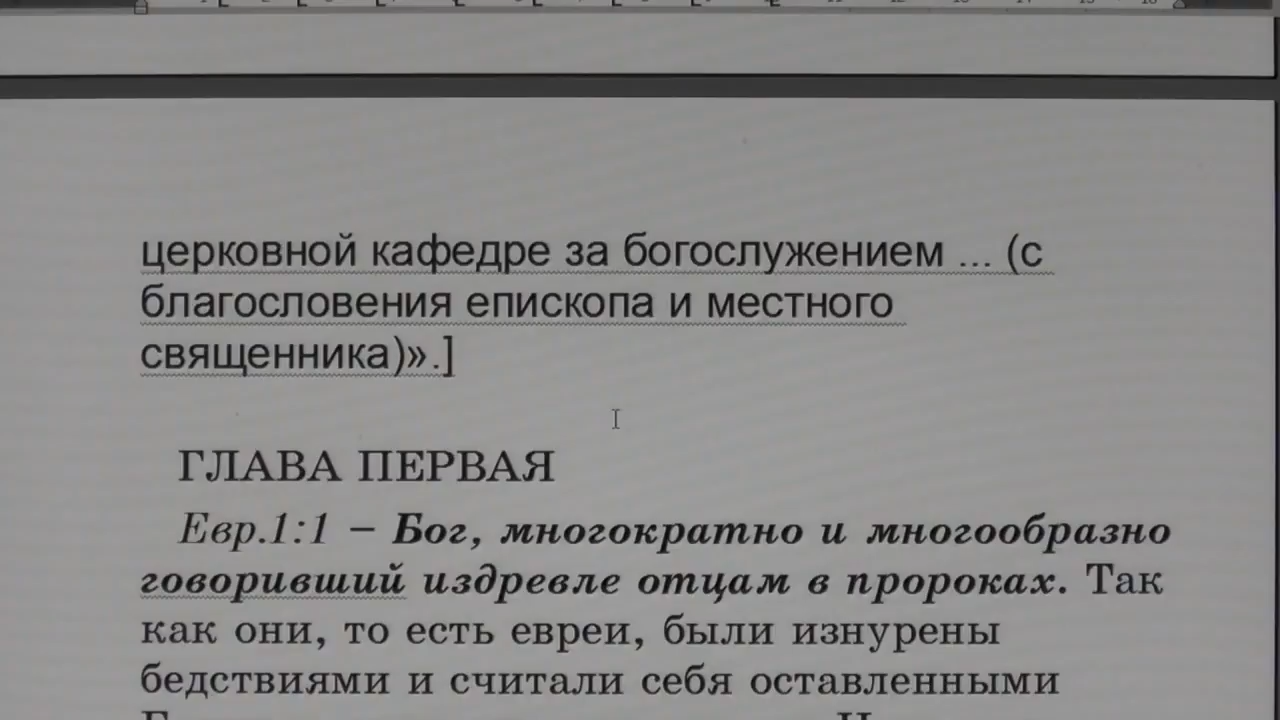 церковной кафедре за богослужением ... (с
благословения епископа и местного
священника)».]
ГЛАВА ПЕРВАЯ
Евр.1:1 – Бог, многократно и многообразно
говоривший издревле отцам в пророках. Так
как они, то есть евреи, были изнурены
бедствиями и считали себя оставленными